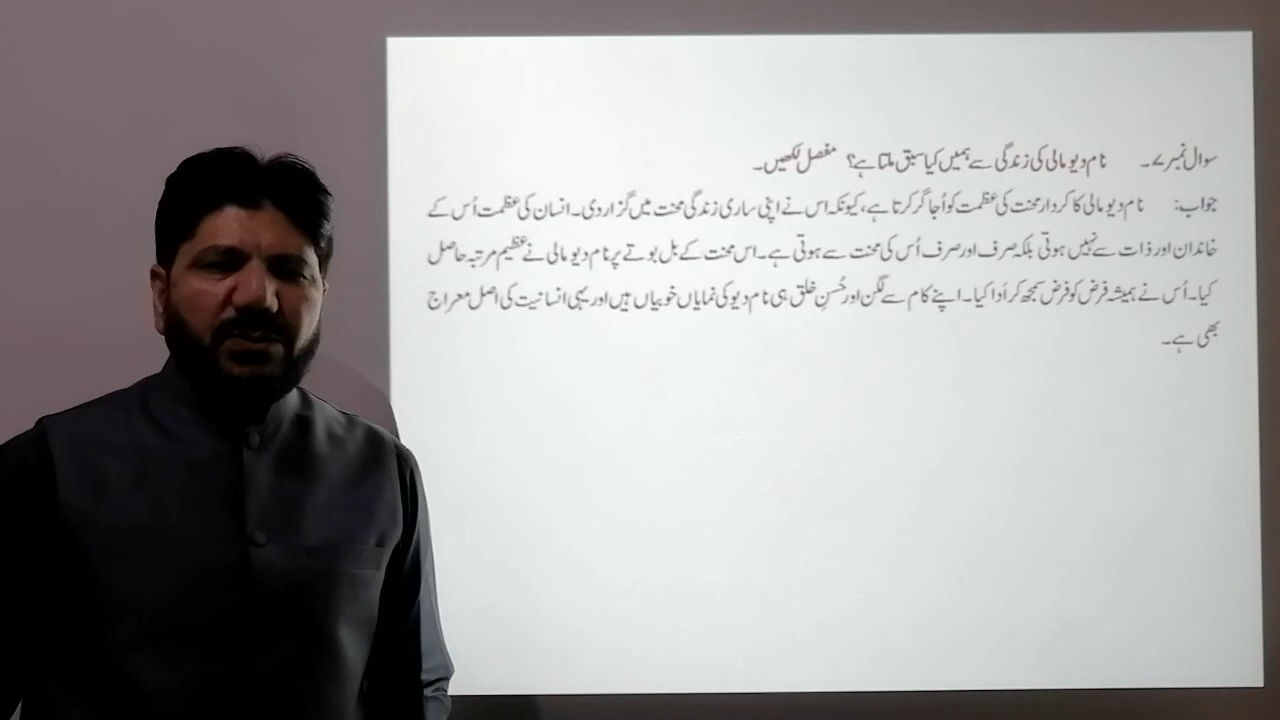 سوال نمبر ۷۔ نام دیو مالی کی زندگی سے ہمیں کیا سبق ملتا ہے؟ مفصل لکھیں۔
جواب: نام دیو مالی کا کردار محنت کی عظمت کو اُجاگر کرتا ہے، کیونکہ اس نے اپنی ساری زندگی محنت میں گزار دی۔ انسان کی عظمت اُس کے
خاندان اور ذات سے نہیں ہوتی بلکہ صرف اور صرف اُس کی محنت سے ہوتی ہے۔ اس محنت کے بل بوتے پر نام دیو مالی نے عظیم مرتبہ حاصل
کیا۔ اُس نے ہمیشہ فرض کو فرض سمجھ کر اَدا کیا۔ اپنے کام سے لگن اور حُسنِ خلق ہی نام دیو کی نمایاں خوبیاں ہیں اور یہی انسانیت کی اصل معراج
بھی ہے۔